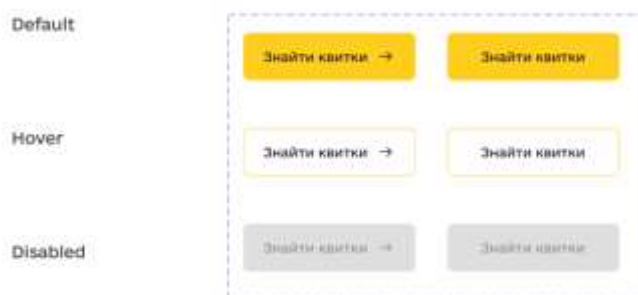 Default
Знайти квитки →
Знайти квитки
Hover
Знайти квитки →
Знайти квитки
Disabled
Знайти квитки →
Знайти квитки